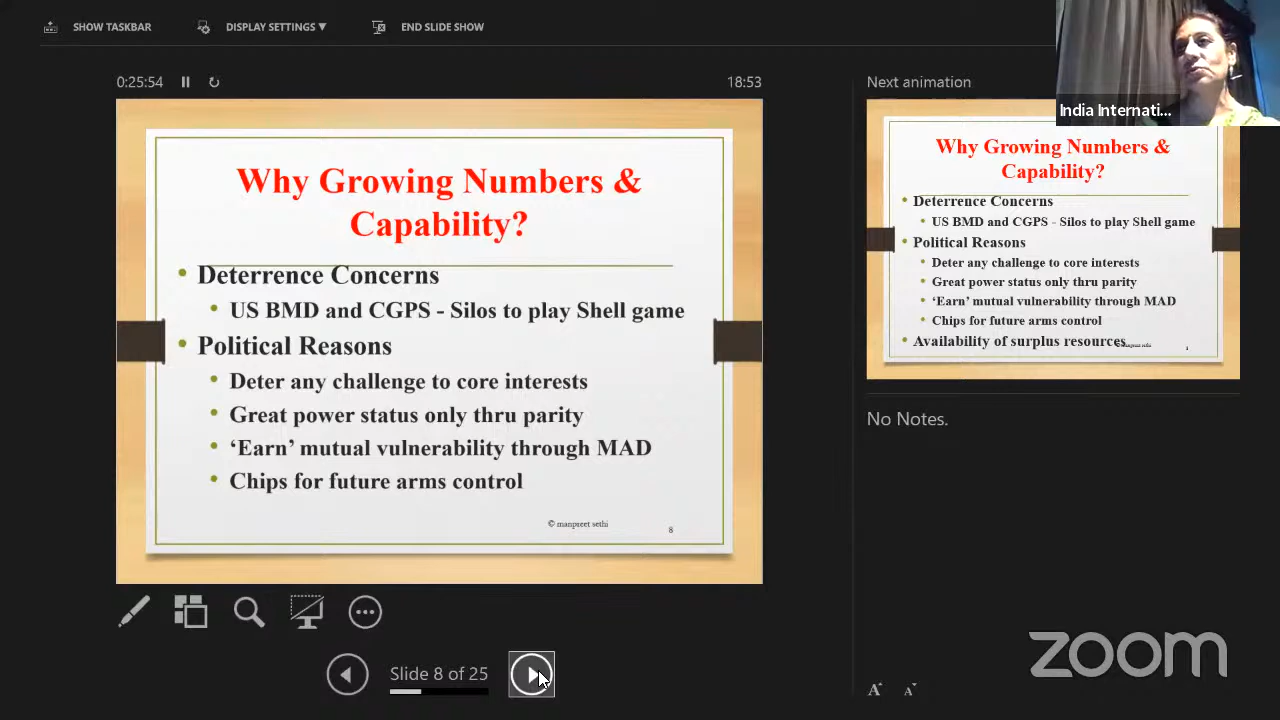 SHOW TASKBAR
DISPLAY SETTINGS ▼
END SLIDE SHOW
0:25:54
18:53
Why Growing Numbers &
Capability?
• Deterrence Concerns
• US BMD and CGPS - Silos to play Shell game
• Political Reasons
• Deter any challenge to core interests
• Great power status only thru parity
• ‘Earn’ mutual vulnerability through MAD
• Chips for future arms control
© manpreet sethi
8
Slide 8 of 25
Next animation
India Internati...
Why Growing Numbers &
Capability?
• Deterrence Concerns
• US BMD and CGPS - Silos to play Shell game
• Political Reasons
• Deter any challenge to core interests
• Great power status only thru parity
• ‘Earn’ mutual vulnerability through MAD
• Chips for future arms control
• Availability of surplus resources
No Notes.
A A
zoom